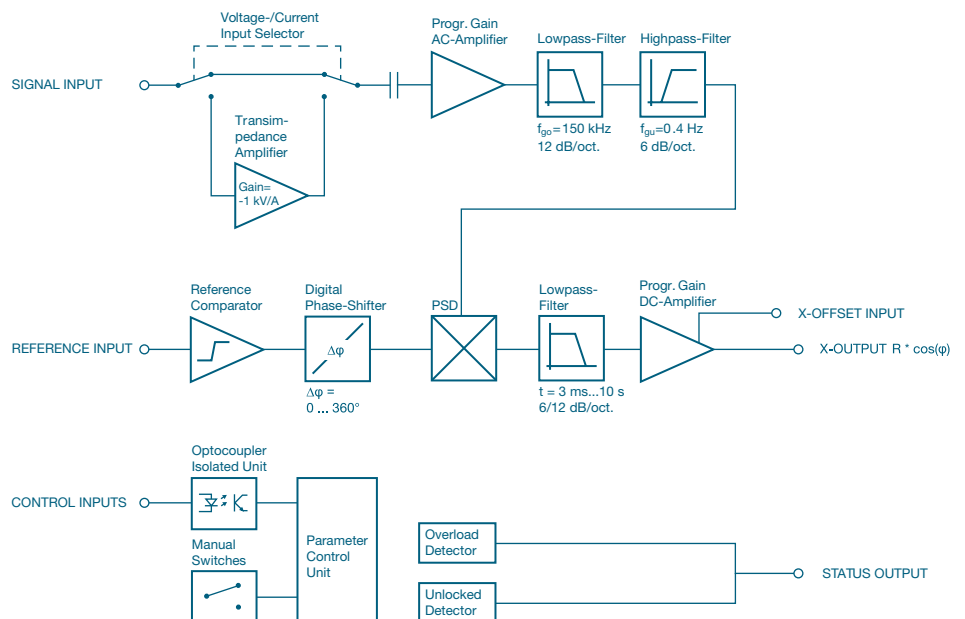 Voltage-/Current
Input Selector
Progr. Gain
AC-Amplifier
Lowpass-Filter
Highpass-Filter
SIGNAL INPUT
Transim-
pedance
Amplifier
Gain=
-1 kV/A
fgo=150 kHz
12 dB/oct.
fgu=0.4 Hz
6 dB/oct.
Reference
Comparator
Digital
Phase-Shifter
PSD
Lowpass-
Filter
Progr. Gain
DC-Amplifier
X-OFFSET INPUT
REFERENCE INPUT
Δφ
X-OUTPUT R * cos(φ)
Δφ =
0 ... 360°
t = 3 ms...10 s
6/12 dB/oct.
Optocoupler
Isolated Unit
CONTROL INPUTS
Manual
Switches
Parameter
Control
Unit
Overload
Detector
STATUS OUTPUT
Unlocked
Detector